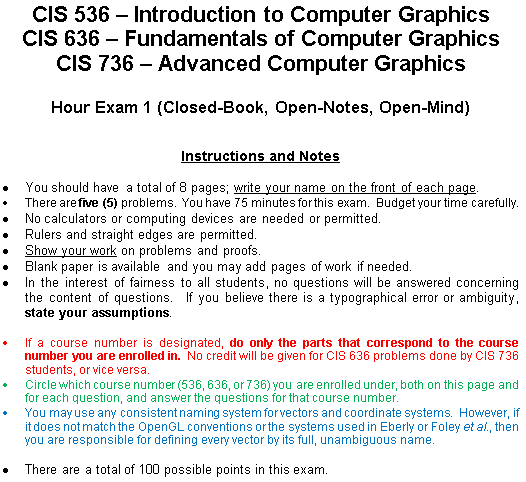 CIS 536 – Introduction to Computer Graphics
CIS 636 – Fundamentals of Computer Graphics
CIS 736 – Advanced Computer Graphics
Hour Exam 1 (Closed-Book, Open-Notes, Open-Mind)
Instructions and Notes
● You should have a total of 8 pages; write your name on the front of each page.
• There are five (5) problems. You have 75 minutes for this exam. Budget your time carefully.
● No calculators or computing devices are needed or permitted.
● Rulers and straight edges are permitted.
● Show your work on problems and proofs.
● Blank paper is available and you may add pages of work if needed.
● In the interest of fairness to all students, no questions will be answered concerning
the content of questions. If you believe there is a typographical error or ambiguity,
state your assumptions.
• If a course number is designated, do only the parts that correspond to the course
number you are enrolled in. No credit will be given for CIS 636 problems done by CIS 736
students, or vice versa.
• Circle which course number (536, 636, or 736) you are enrolled under, both on this page and
for each question, and answer the questions for that course number.
• You may use any consistent naming system for vectors and coordinate systems. However, if
it does not match the OpenGL conventions or the systems used in Eberly or Foley et al., then
you are responsible for defining every vector by its full, unambiguous name.
● There are a total of 100 possible points in this exam.